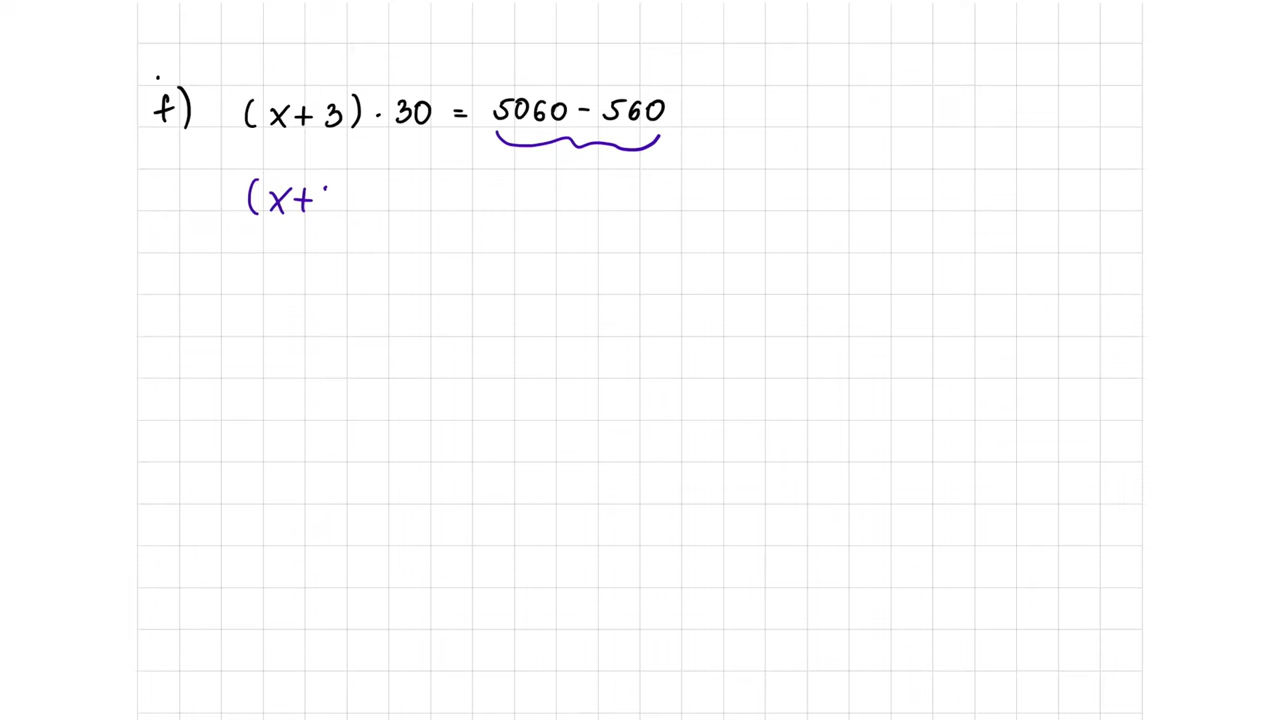 f) (x+3)·30 = 5060-560
(x+